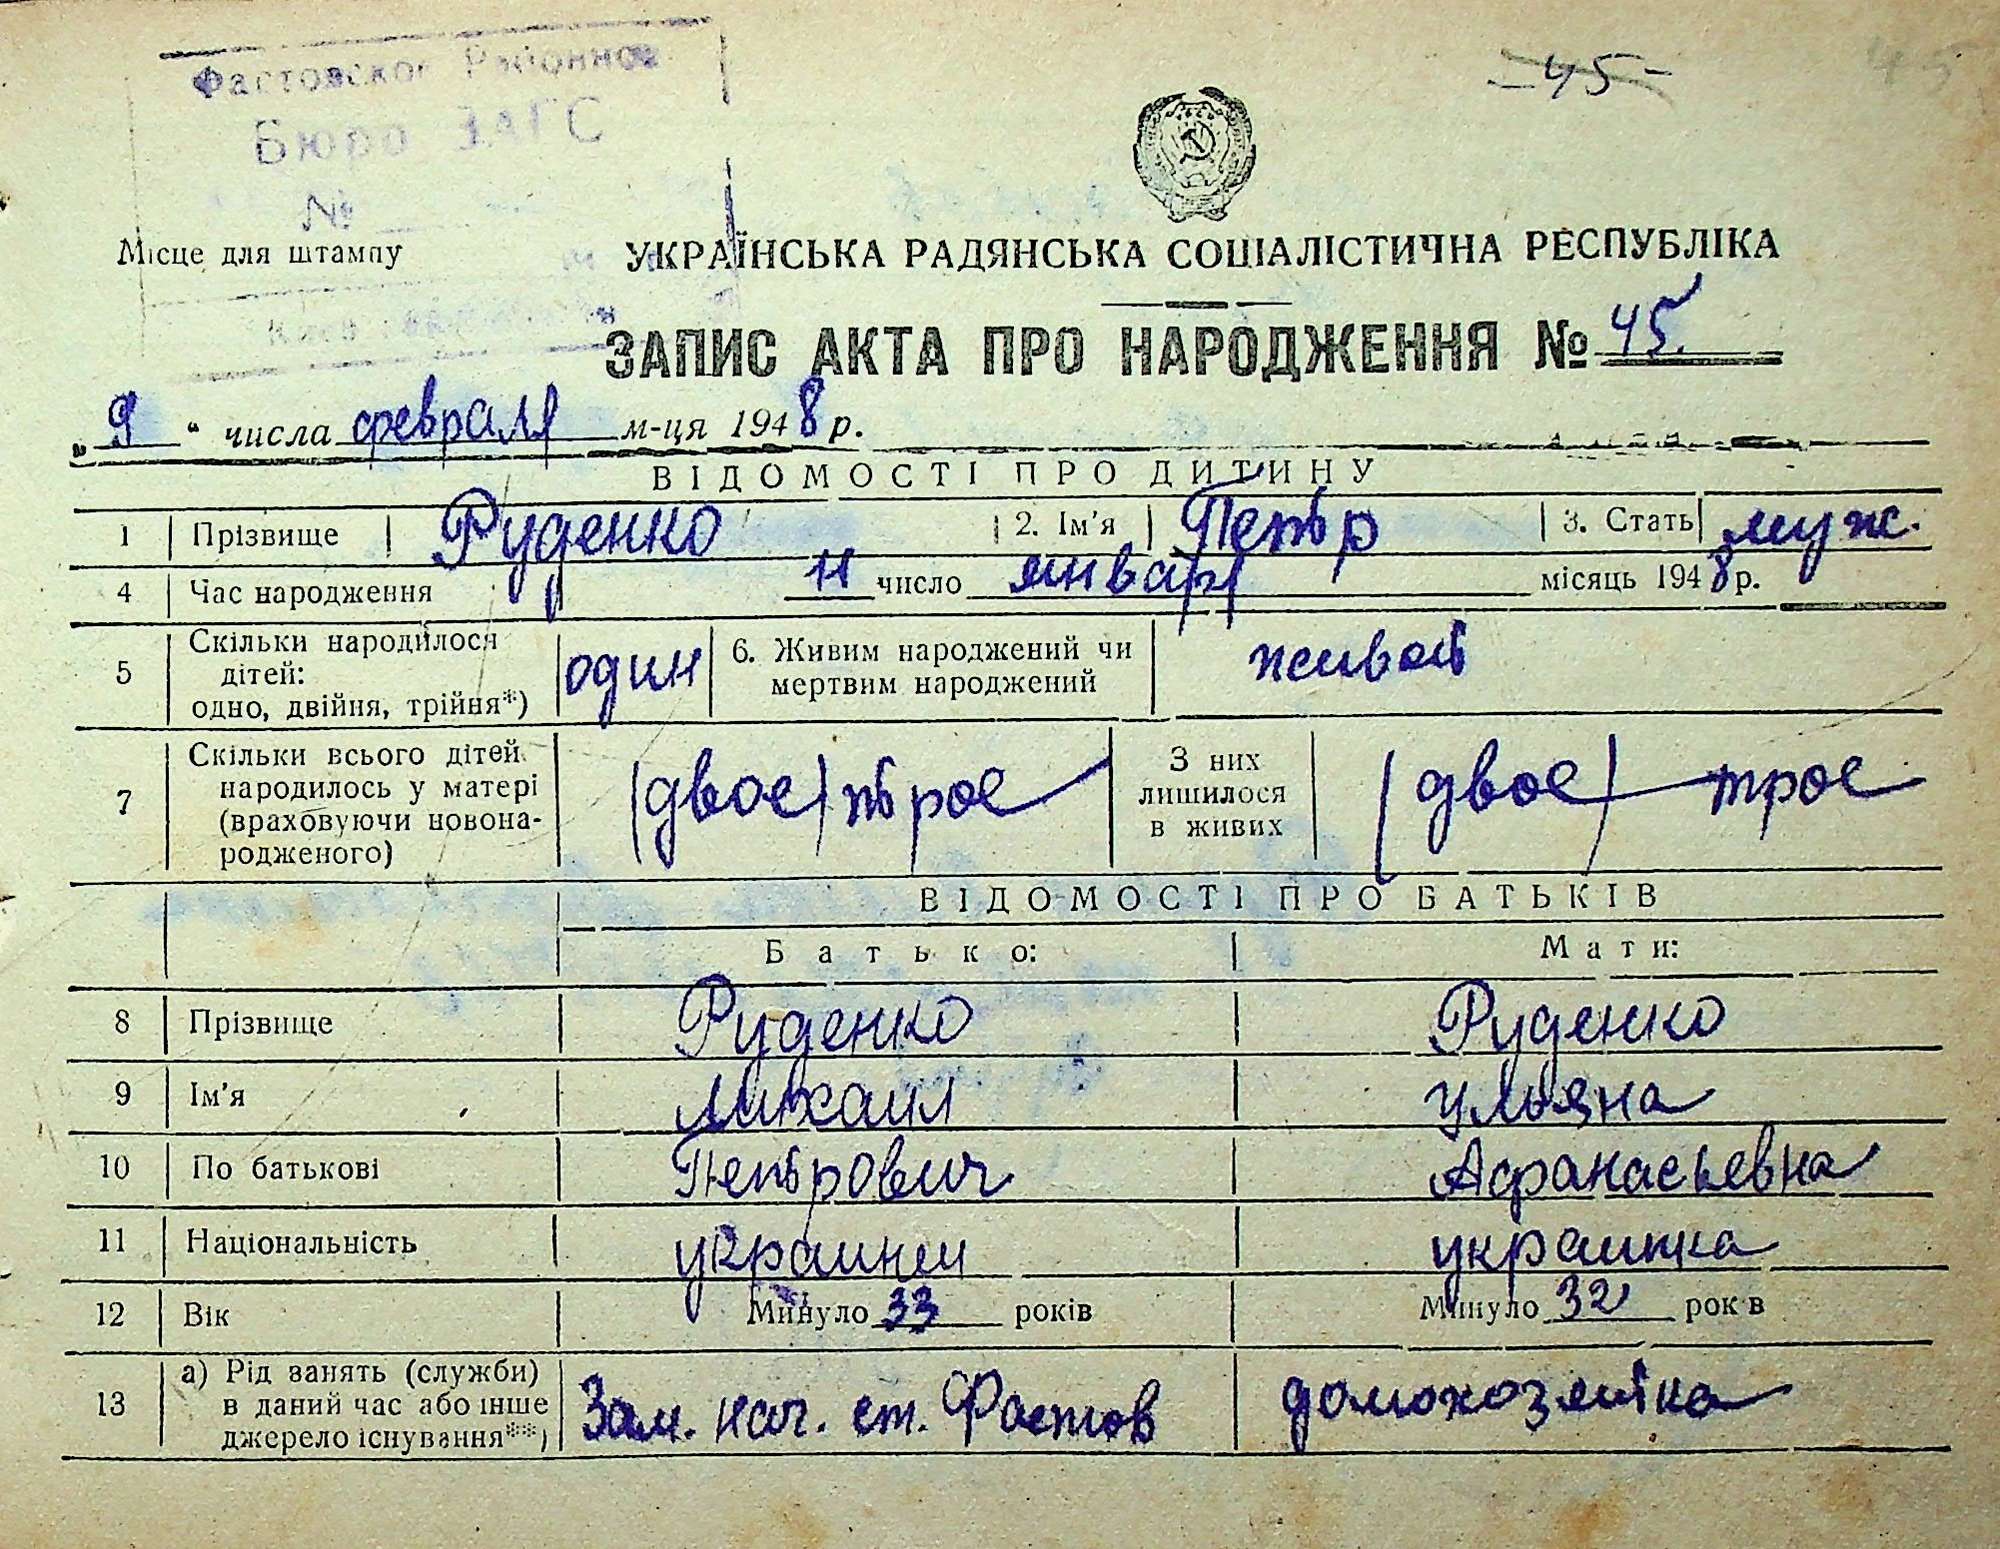 Фастовское Районное
Бюро ЗАГС
№
-45-
45
Місце для штампу
УКРАЇНСЬКА РАДЯНСЬКА СОЦІАЛІСТИЧНА РЕСПУБЛІКА
ЗАПИС АКТА ПРО НАРОДЖЕННЯ № 45.
„ 9 “ числа февраля м-ця 1948 р.
ВІДОМОСТІ ПРО ДИТИНУ
1 Прізвище Руденко 2. Ім'я Петр 3. Стать муж.
4 Час народження 11 число января місяць 1948 р.
5 Скільки народилося дітей: одно, двійня, трійня*) один 6. Живим народжений чи мертвим народжений живой
7 Скільки всього дітей народилось у матері (враховуючи новонародженого) (двое) трое З них лишилося в живих (двое) трое
ВІДОМОСТІ ПРО БАТЬКІВ
Батько: Мати:
8 Прізвище Руденко Руденко
9 Ім'я Михаил Ульяна
10 По батькові Петрович Афанасьевна
11 Національність украинец украинка
12 Вік Минуло 33 років Минуло 32 рок в
13 а) Рід занять (служби) в даний час або інше джерело існування**) Зам. нач. ст. Фастов домохозяйка